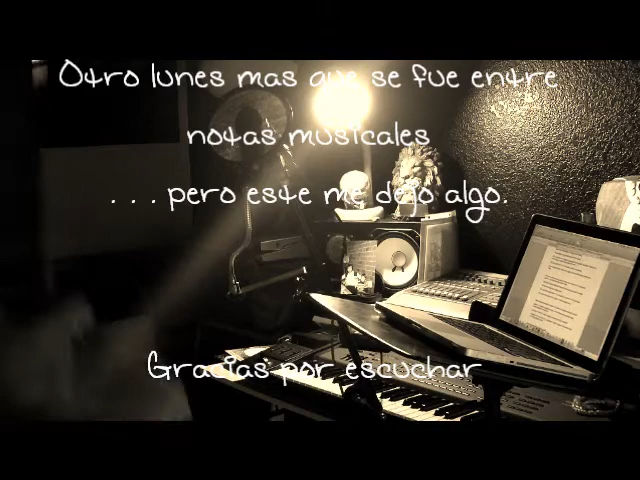 Otro lunes mas que se fue entre
notas musicales
. . . pero este me dejo algo.
Gracias por escuchar